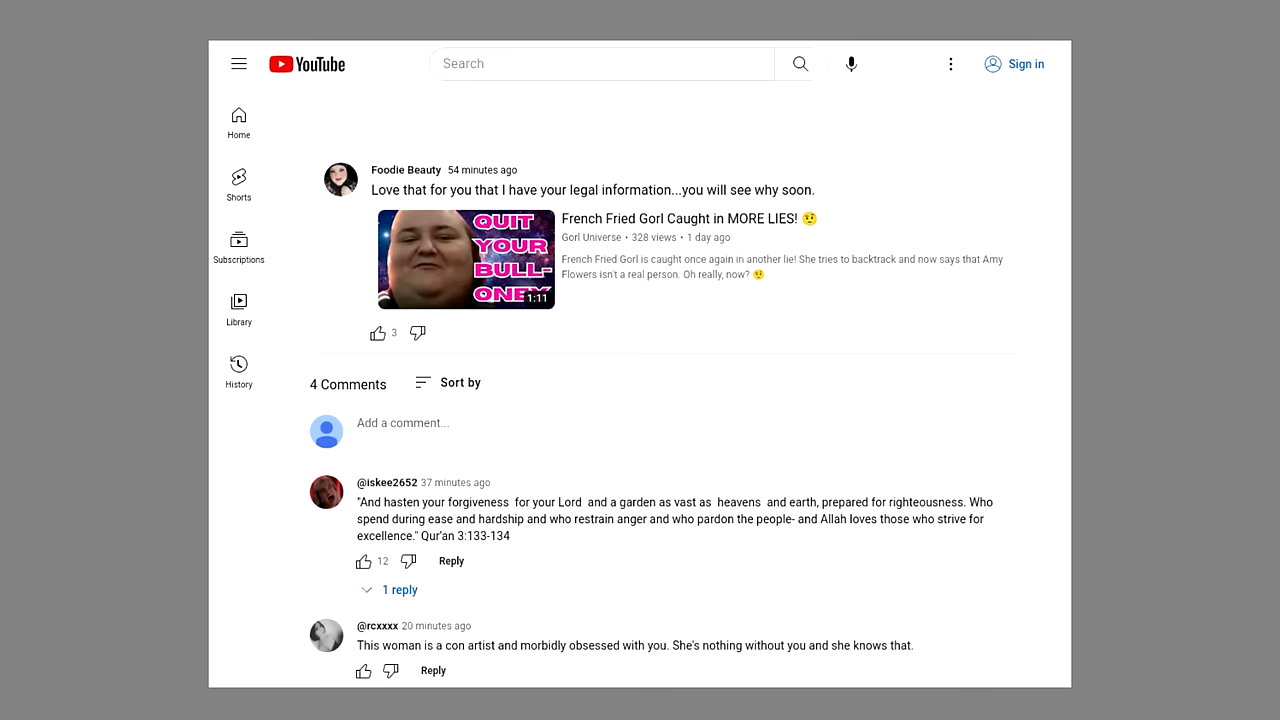 YouTube
Search
Sign in
Home
Shorts
Subscriptions
Library
History
Foodie Beauty 54 minutes ago
Love that for you that I have your legal information...you will see why soon.
QUIT
YOUR
BULL-
ONEY
1:11
French Fried Gorl Caught in MORE LIES! 🤨
Gorl Universe • 328 views • 1 day ago
French Fried Gorl is caught once again in another lie! She tries to backtrack and now says that Amy
Flowers isn't a real person. Oh really, now? 🤨
3
4 Comments Sort by
Add a comment...
@iskee2652 37 minutes ago
"And hasten your forgiveness for your Lord and a garden as vast as heavens and earth, prepared for righteousness. Who
spend during ease and hardship and who restrain anger and who pardon the people- and Allah loves those who strive for
excellence." Qur'an 3:133-134
12 Reply
1 reply
@rcxxxx 20 minutes ago
This woman is a con artist and morbidly obsessed with you. She's nothing without you and she knows that.
Reply